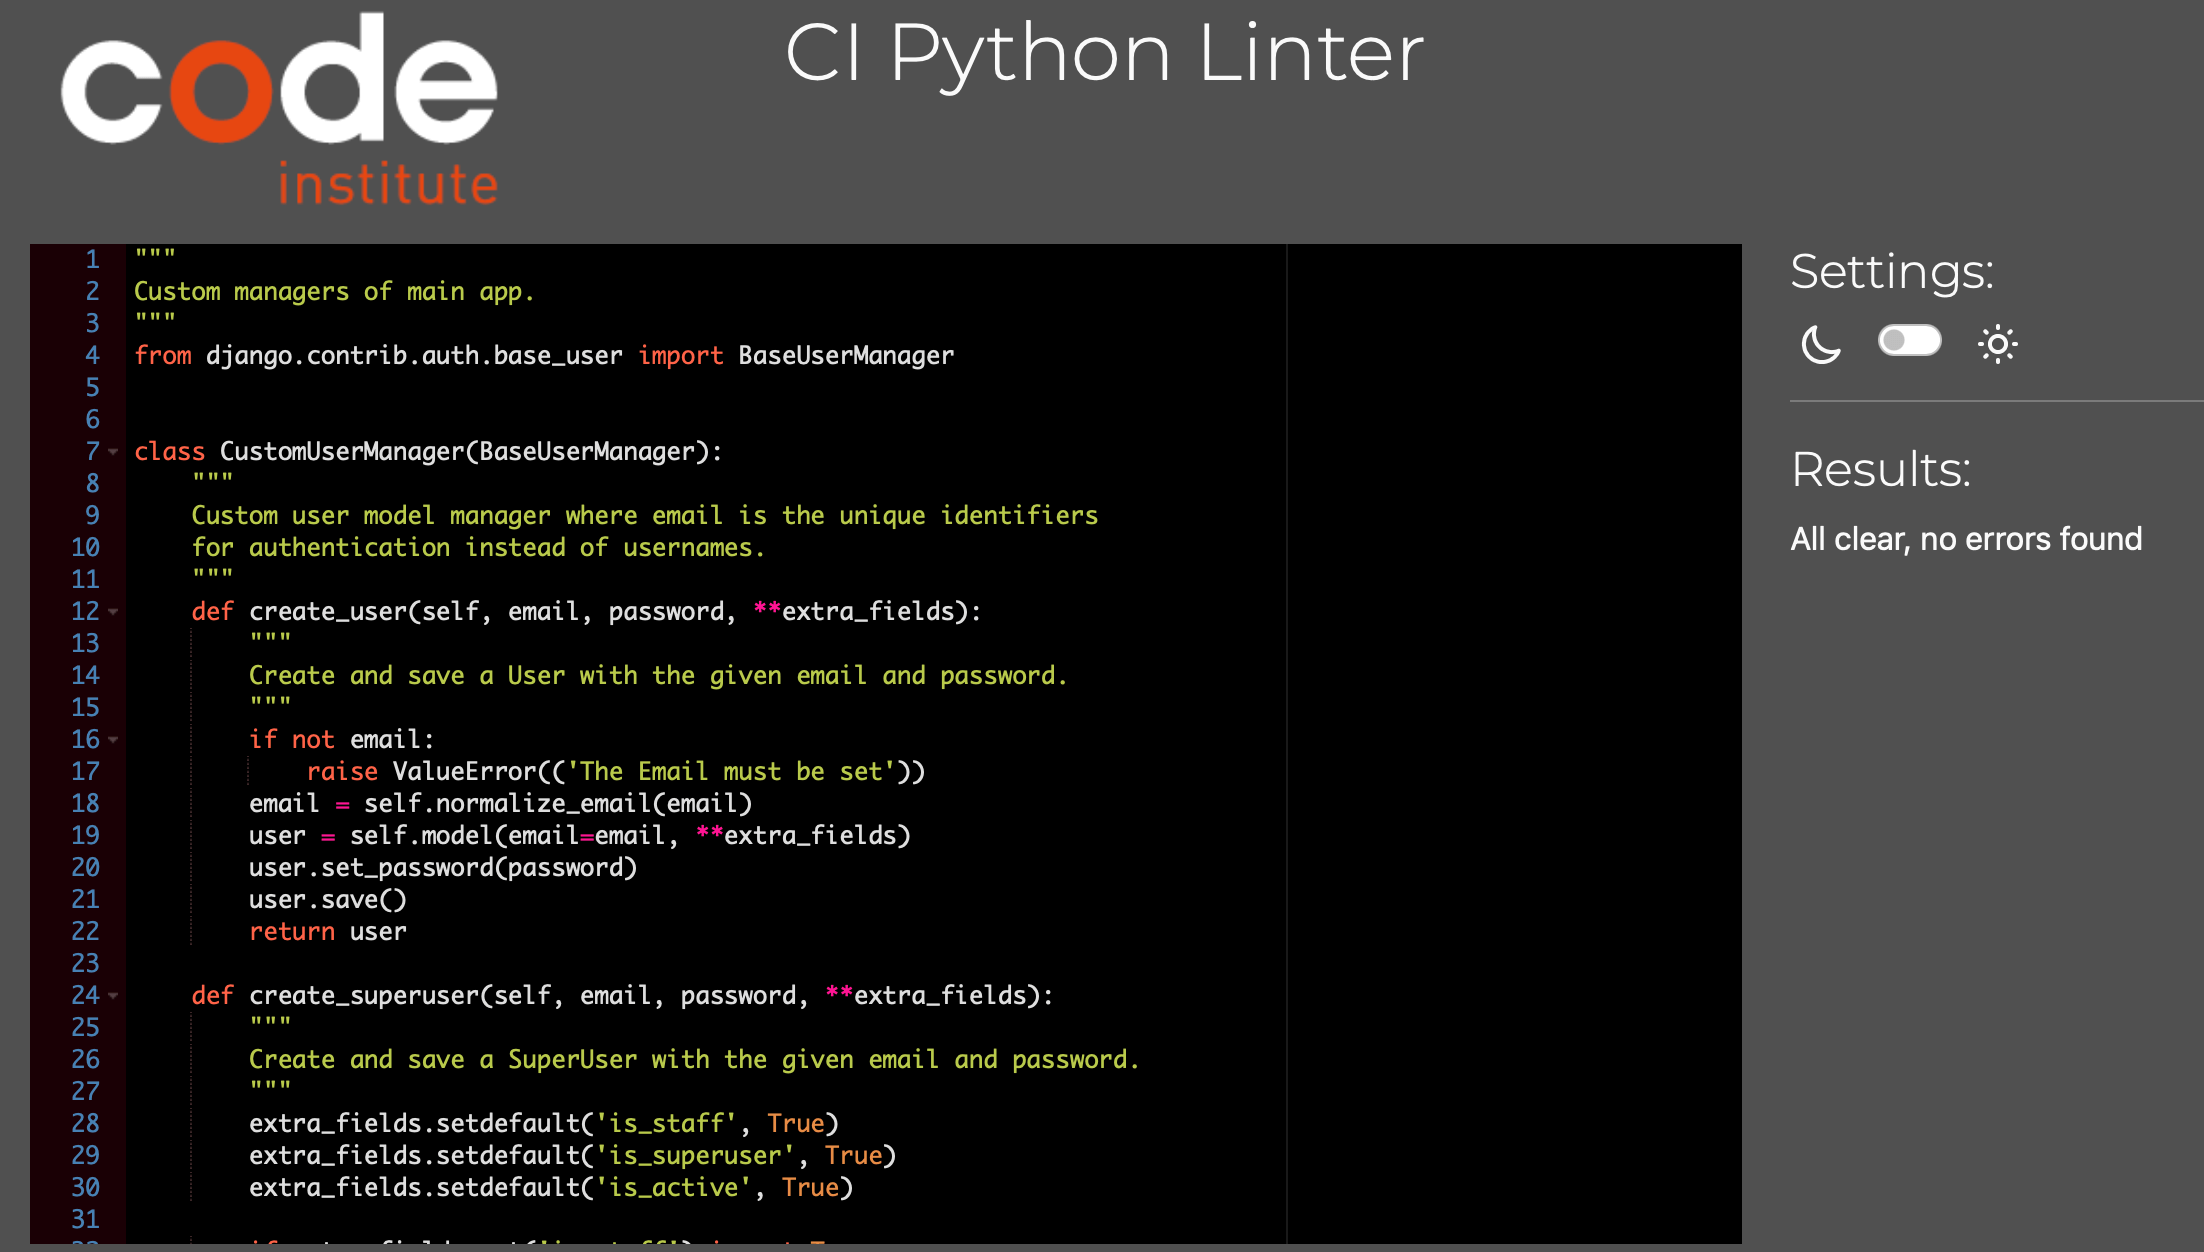 code
institute
CI Python Linter
1 """
2 Custom managers of main app.
3 """
4 from django.contrib.auth.base_user import BaseUserManager
5
6
7 class CustomUserManager(BaseUserManager):
8     """
9     Custom user model manager where email is the unique identifiers
10     for authentication instead of usernames.
11     """
12     def create_user(self, email, password, **extra_fields):
13         """
14         Create and save a User with the given email and password.
15         """
16         if not email:
17             raise ValueError(('The Email must be set'))
18         email = self.normalize_email(email)
19         user = self.model(email=email, **extra_fields)
20         user.set_password(password)
21         user.save()
22         return user
23
24     def create_superuser(self, email, password, **extra_fields):
25         """
26         Create and save a SuperUser with the given email and password.
27         """
28         extra_fields.setdefault('is_staff', True)
29         extra_fields.setdefault('is_superuser', True)
30         extra_fields.setdefault('is_active', True)
31
Settings:
Results:
All clear, no errors found